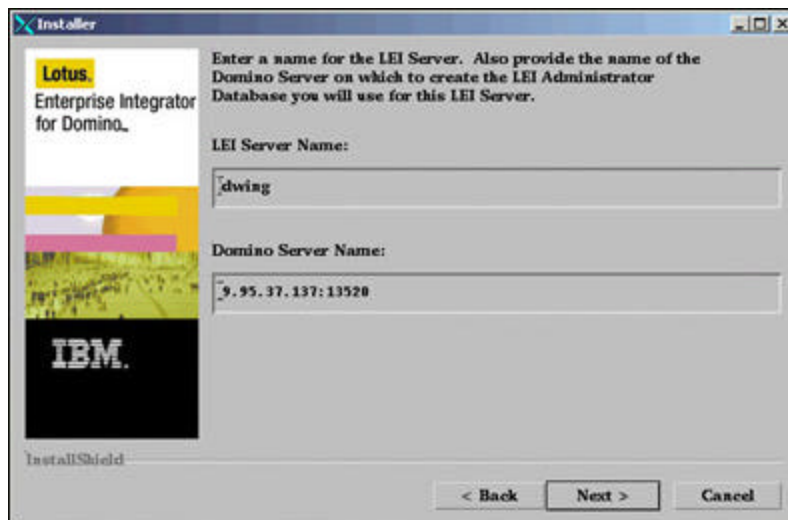 Installer
Lotus.
Enterprise Integrator
for Domino™
IBM.
Enter a name for the LEI Server. Also provide the name of the
Domino Server on which to create the LEI Administrator
Database you will use for this LEI Server.
LEI Server Name:
dwing
Domino Server Name:
9.95.37.137:13520
InstallShield
< Back
Next >
Cancel